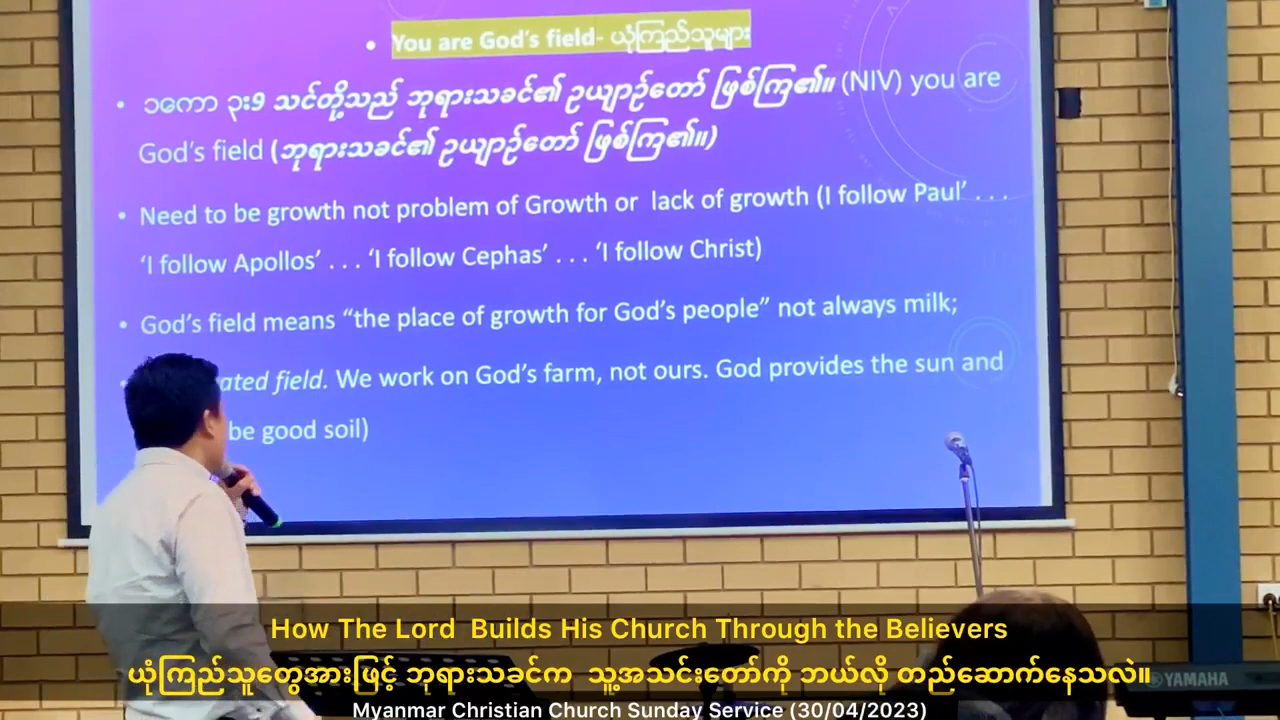 • You are God's field- ယုံကြည်သူများ
• ၁ကော ၃း၉ သင်တို့သည် ဘုရားသခင်၏ ဥယျာဉ်တော် ဖြစ်ကြ၏။ (NIV) you are
God's field (ဘုရားသခင်၏ ဥယျာဉ်တော် ဖြစ်ကြ၏။)
• Need to be growth not problem of Growth or lack of growth (I follow Paul' . . .
'I follow Apollos' . . . 'I follow Cephas' . . . 'I follow Christ)
• God's field means “the place of growth for God's people” not always milk;
ated field. We work on God's farm, not ours. God provides the sun and
be good soil)
How The Lord Builds His Church Through the Believers
ယုံကြည်သူတွေအားဖြင့် ဘုရားသခင်က သူ့အသင်းတော်ကို ဘယ်လို တည်ဆောက်နေသလဲ။
YAMAHA
Myanmar Christian Church Sunday Service (30/04/2023)